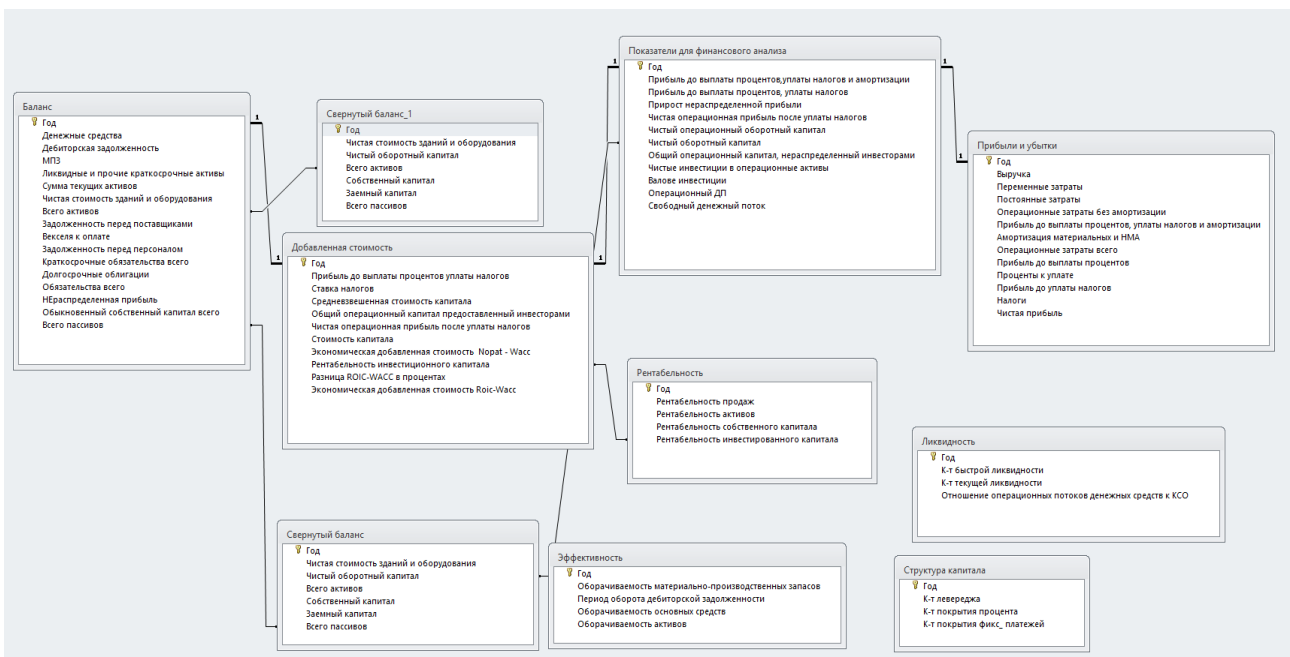 Баланс
Год
Денежные средства
Дебиторская задолженность
МПЗ
Ликвидные и прочие краткосрочные активы
Сумма текущих активов
Чистая стоимость зданий и оборудования
Всего активов
Задолженность перед поставщиками
Векселя к оплате
Задолженность перед персоналом
Краткосрочные обязательства всего
Долгосрочные облигации
Обязательства всего
НЕраспределенная прибыль
Обыкновенный собственный капитал всего
Всего пассивов
1
1
Свернутый баланс_1
Год
Чистая стоимость зданий и оборудования
Чистый оборотный капитал
Всего активов
Собственный капитал
Заемный капитал
Всего пассивов
Добавленная стоимость
Год
Прибыль до выплаты процентов уплаты налогов
Ставка налогов
Средневзвешенная стоимость капитала
Общий операционный капитал предоставленный инвесторами
Чистая операционная прибыль после уплаты налогов
Стоимость капитала
Экономическая добавленная стоимость Nopat - Wacc
Рентабельность инвестиционного капитала
Разница ROIC-WACC в процентах
Экономическая добавленная стоимость Roic-Wacc
1
1
Показатели для финансового анализа
Год
Прибыль до выплаты процентов,уплаты налогов и амортизации
Прибыль до выплаты процентов, уплаты налогов
Прирост нераспределенной прибыли
Чистая операционная прибыль после уплаты налогов
Чистый операционный оборотный капитал
Чистый оборотный капитал
Общий операционный капитал, нераспределенный инвесторами
Чистые инвестиции в операционные активы
Валове инвестиции
Операционный ДП
Свободный денежный поток
1
1
Прибыли и убытки
Год
Выручка
Переменные затраты
Постоянные затраты
Операционные затраты без амортизации
Прибыль до выплаты процентов, уплаты налогов и амортизации
Амортизация материальных и НМА
Операционные затраты всего
Прибыль до выплаты процентов
Проценты к уплате
Прибыль до уплаты налогов
Налоги
Чистая прибыль
Рентабельность
Год
Рентабельность продаж
Рентабельность активов
Рентабельность собственного капитала
Рентабельность инвестированного капитала
Ликвидность
Год
К-т быстрой ликвидности
К-т текущей ликвидности
Отношение операционных потоков денежных средств к КСО
Свернутый баланс
Год
Чистая стоимость зданий и оборудования
Чистый оборотный капитал
Всего активов
Собственный капитал
Заемный капитал
Всего пассивов
Эффективность
Год
Оборачиваемость материально-производственных запасов
Период оборота дебиторской задолженности
Оборачиваемость основных средств
Оборачиваемость активов
Структура капитала
Год
К-т левереджа
К-т покрытия процента
К-т покрытия фикс_ платежей